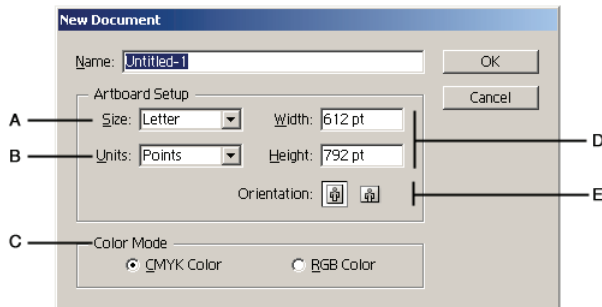 New Document
Name: Untitled-1
OK
Cancel
Artboard Setup
A
Size: Letter
Width: 612 pt
D
B
Units: Points
Height: 792 pt
Orientation:
E
C
Color Mode
CMYK Color
RGB Color